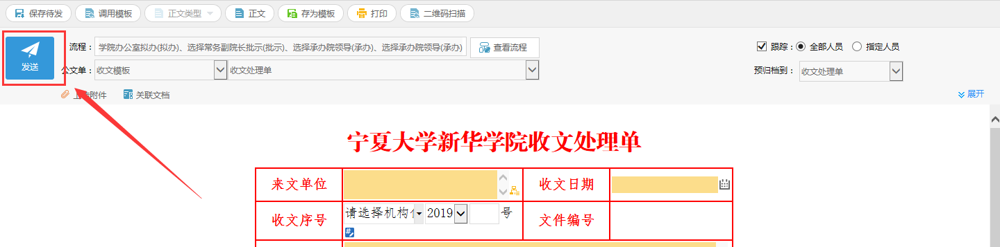 保存待发 调用模板 正文类型 正文 存为模板 打印 二维码扫描
发送
流程： 学院办公室拟办(拟办)、选择常务副院长批示(批示)、选择承办院领导(承办)、选择承办院领导(承办) 查看流程 跟踪： 全部人员 指定人员
公文单： 收文模板 收文处理单 预归档到： 收文处理单
附件 关联文档 展开
宁夏大学新华学院收文处理单
来文单位 收文日期
收文序号 请选择机构 2019 号 文件编号